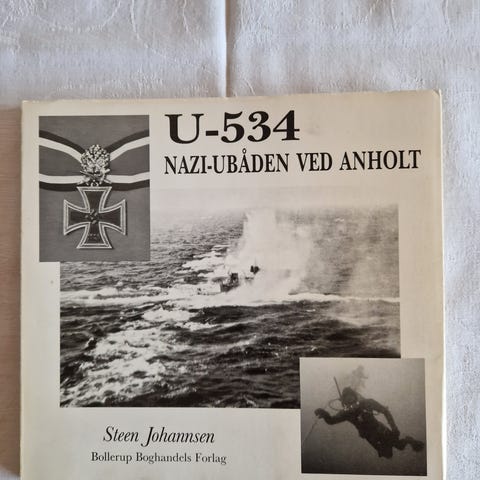 U-534
NAZI-UBÅDEN VED ANHOLT
Steen Johannsen
Bollerup Boghandels Forlag